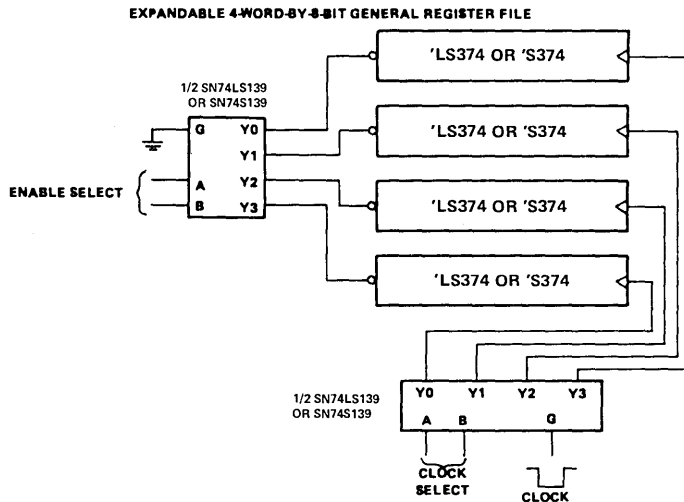 EXPANDABLE 4-WORD-BY-8-BIT GENERAL REGISTER FILE
'LS374 OR 'S374
1/2 SN74LS139
OR SN74S139
G Y0
Y1
A Y2
B Y3
ENABLE SELECT
'LS374 OR 'S374
'LS374 OR 'S374
'LS374 OR 'S374
1/2 SN74LS139
OR SN74S139
Y0 Y1 Y2 Y3
A B G
CLOCK
SELECT
CLOCK